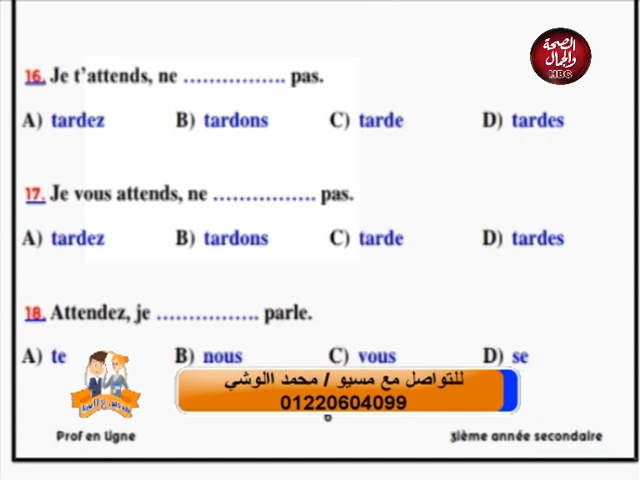 الصحة
والجمال
HBC
16. Je t'attends, ne ................ pas.
A) tardez B) tardons C) tarde D) tardes
17. Je vous attends, ne ................ pas.
A) tardez B) tardons C) tarde D) tardes
18. Attendez, je ................ parle.
A) te B) nous C) vous D) se
للتواصل مع مسيو / محمد االوشي
01220604099
6
Prof en Ligne 3ième année secondaire